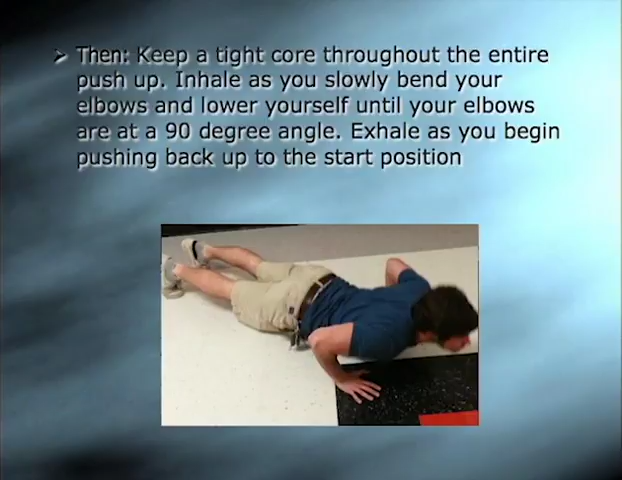 ➢ Then: Keep a tight core throughout the entire
push up. Inhale as you slowly bend your
elbows and lower yourself until your elbows
are at a 90 degree angle. Exhale as you begin
pushing back up to the start position